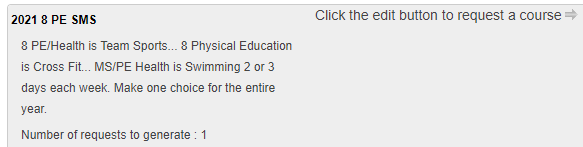 2021 8 PE SMS
Click the edit button to request a course
8 PE/Health is Team Sports... 8 Physical Education
is Cross Fit... MS/PE Health is Swimming 2 or 3
days each week. Make one choice for the entire
year.
Number of requests to generate : 1